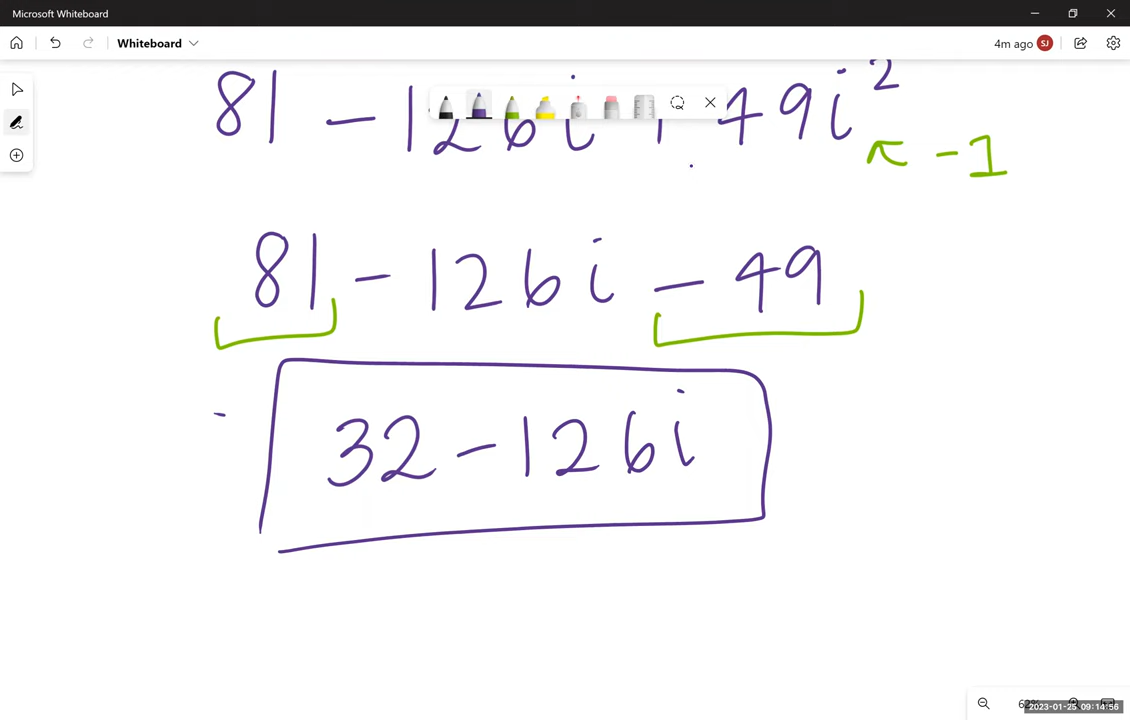 Microsoft Whiteboard
Whiteboard
4m ago SJ
81 - 126i + 49i²
-1
81 - 126i - 49
32 - 126i
2023-01-25 09:14:56